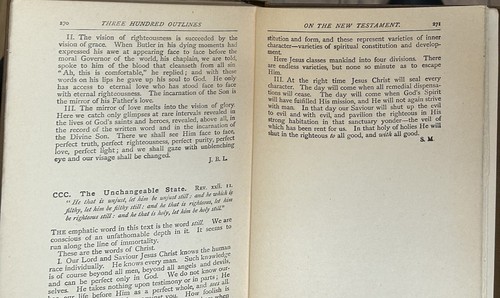 270 THREE HUNDRED OUTLINES
II. The vision of righteousness is succeeded by the
vision of grace. When Butler in his dying moments had
expressed his awe at appearing face to face before the
moral Governor of the world, his chaplain, we are told,
spoke to him of the blood that cleanseth from all sin
"Ah, this is comfortable," he replied; and with these
words on his lips he gave up his soul to God. He only
has access to eternal love who has stood face to face
with eternal righteousness. The incarnation of the Son is
the mirror of his Father's love.
III. The mirror of love melts into the vision of glory.
Here we catch only glimpses at rare intervals revealed in
the lives of God's saints and heroes, revealed above all, in
the record of the written word and in the incarnation of
the Divine Son. There we shall see Him face to face,
perfect truth, perfect righteousness, perfect purity, perfect
love, perfect light; and we shall gaze with unblenching
eye and our visage shall be changed.
J. B. L.
CCC. The Unchangeable State. REV. xxii. 11.
"He that is unjust, let him be unjust still: and he which is
filthy, let him be filthy still: and he that is righteous, let him
be righteous still: and he that is holy, let him be holy still"
THE emphatic word in this text is the word still. We are
conscious of an unfathomable depth in it. It seems to
run along the line of immortality.
These are the words of Christ.
I. Our Lord and Saviour Jesus Christ knows the human
race individually. He knows every man. Such knowledge
is of course beyond all men, beyond all angels and devils,
and can be perfect only in God. We do not know our-
selves. He takes nothing upon testimony or in parts; He
our life before Him as a perfect whole, and
How foolish is
ON THE NEW TESTAMENT. 271
stitution and form, and these represent varieties of inner
character—varieties of spiritual constitution and develop-
ment.
Here Jesus classes mankind into four divisions. There
are endless varieties, but none so minute as to escape
Him.
III. At the right time Jesus Christ will seal every
character. The day will come when all remedial dispensa-
tions will cease. The day will come when God's Spirit
will have fulfilled His mission, and He will not again strive
with man. In that day our Saviour will shut up the evil
to evil and with evil, and pavilion the righteous in His
strong habitation in that sanctuary yonder—the veil of
which has been rent for us. In that holy of holies He will
shut in the righteous to all good, and with all good.
S. M.